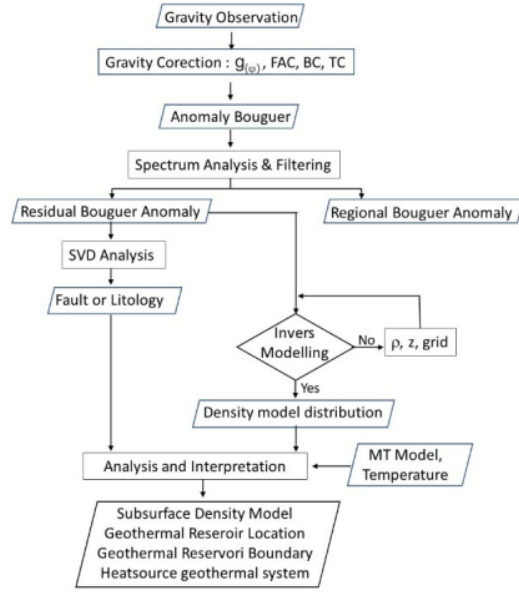 Gravity Observation
Gravity Corection : g(φ), FAC, BC, TC
Anomaly Bouguer
Spectrum Analysis & Filtering
Residual Bouguer Anomaly
Regional Bouguer Anomaly
SVD Analysis
Fault or Litology
Invers
Modelling
No
ρ, z, grid
Yes
Density model distribution
MT Model,
Temperature
Analysis and Interpretation
Subsurface Density Model
Geothermal Reseroir Location
Geothermal Reservori Boundary
Heatsource geothermal system